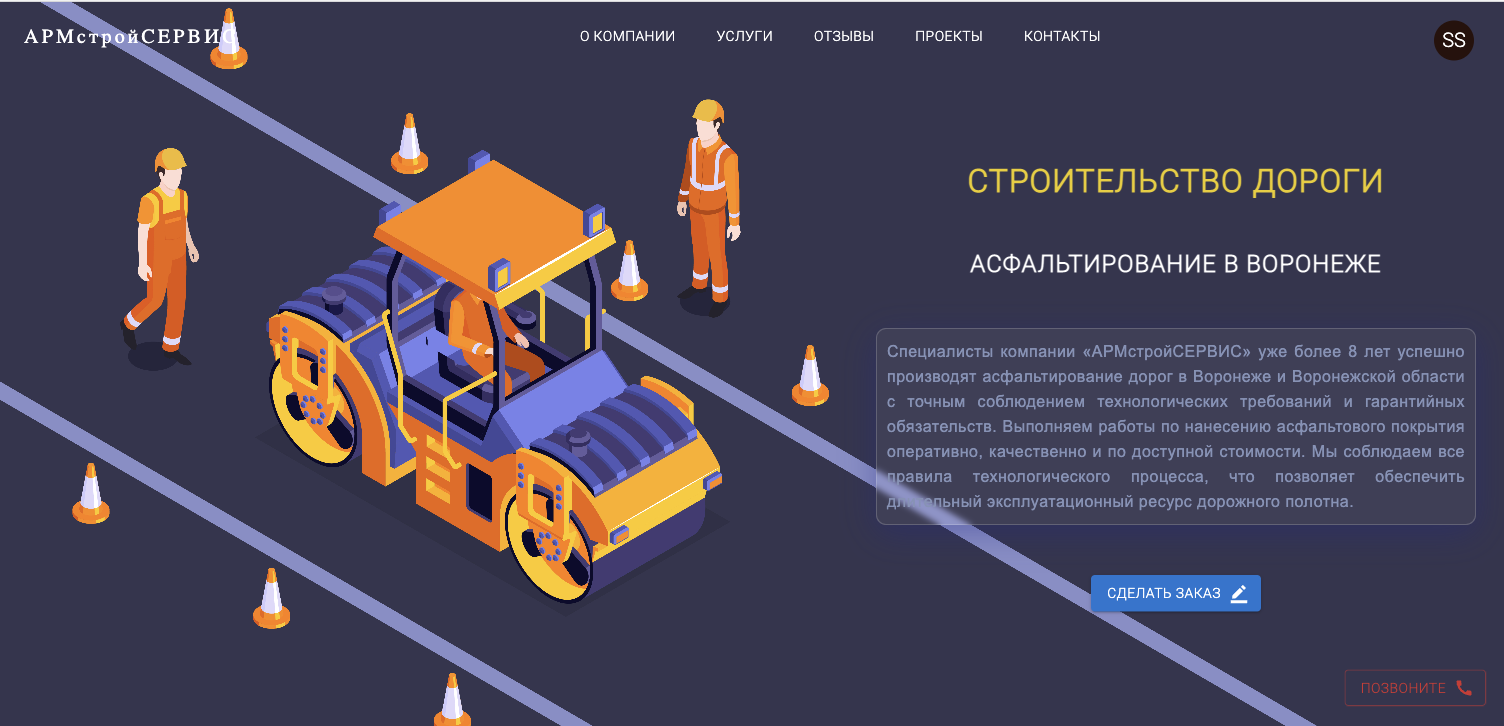 АРМстройСЕРВИС
О КОМПАНИИ УСЛУГИ ОТЗЫВЫ ПРОЕКТЫ КОНТАКТЫ
SS
СТРОИТЕЛЬСТВО ДОРОГИ
АСФАЛЬТИРОВАНИЕ В ВОРОНЕЖЕ
Специалисты компании «АРМстройСЕРВИС» уже более 8 лет успешно
производят асфальтирование дорог в Воронеже и Воронежской области
с точным соблюдением технологических требований и гарантийных
обязательств. Выполняем работы по нанесению асфальтового покрытия
оперативно, качественно и по доступной стоимости. Мы соблюдаем все
правила технологического процесса, что позволяет обеспечить
длительный эксплуатационный ресурс дорожного полотна.
СДЕЛАТЬ ЗАКАЗ
ПОЗВОНИТЕ